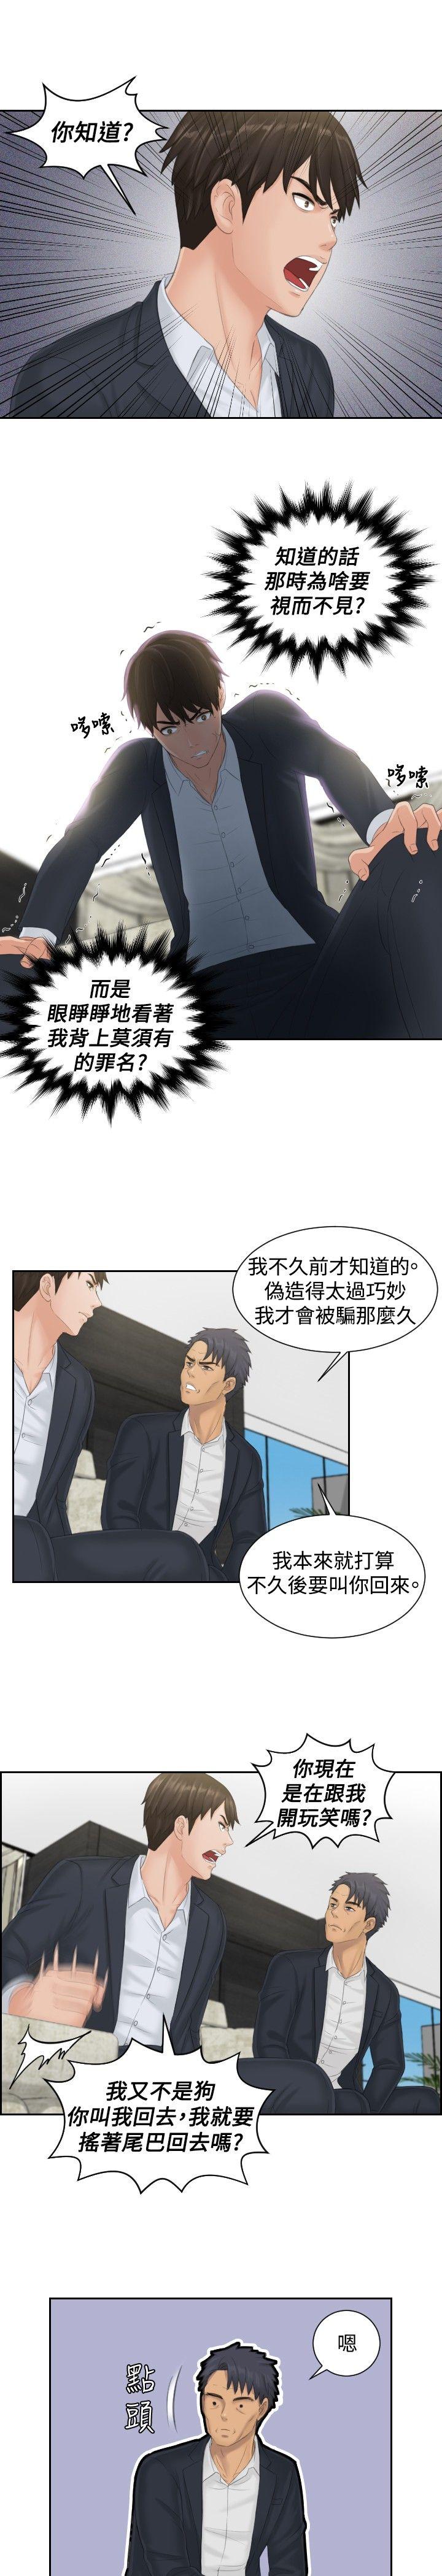 你知道?
知道的話
那時為啥要
視而不見?
哆嗦
哆嗦
而是
眼睜睜地看著
我背上莫須有
的罪名?
我不久前才知道的。
偽造得太過巧妙
我才會被騙那麼久
我本來就打算
不久後要叫你回來。
你現在
是在跟我
開玩笑嗎?
我又不是狗
你叫我回去，我就要
搖著尾巴回去嗎?
嗯
點頭